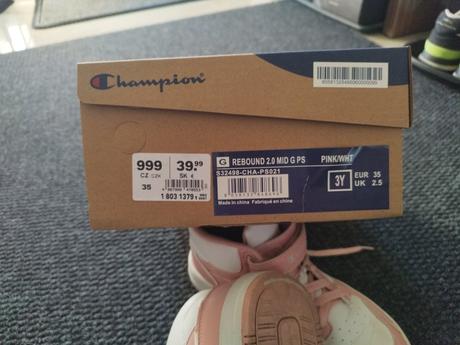 Champion
999
CZ CZK
39.99
SK €
35
1 803 1379
G
REBOUND 2.0 MID G PS
PINK/WHT
S32498-CHA-PS021
Made in china Fabriqué en chine
3Y
EUR 35
UK 2.5